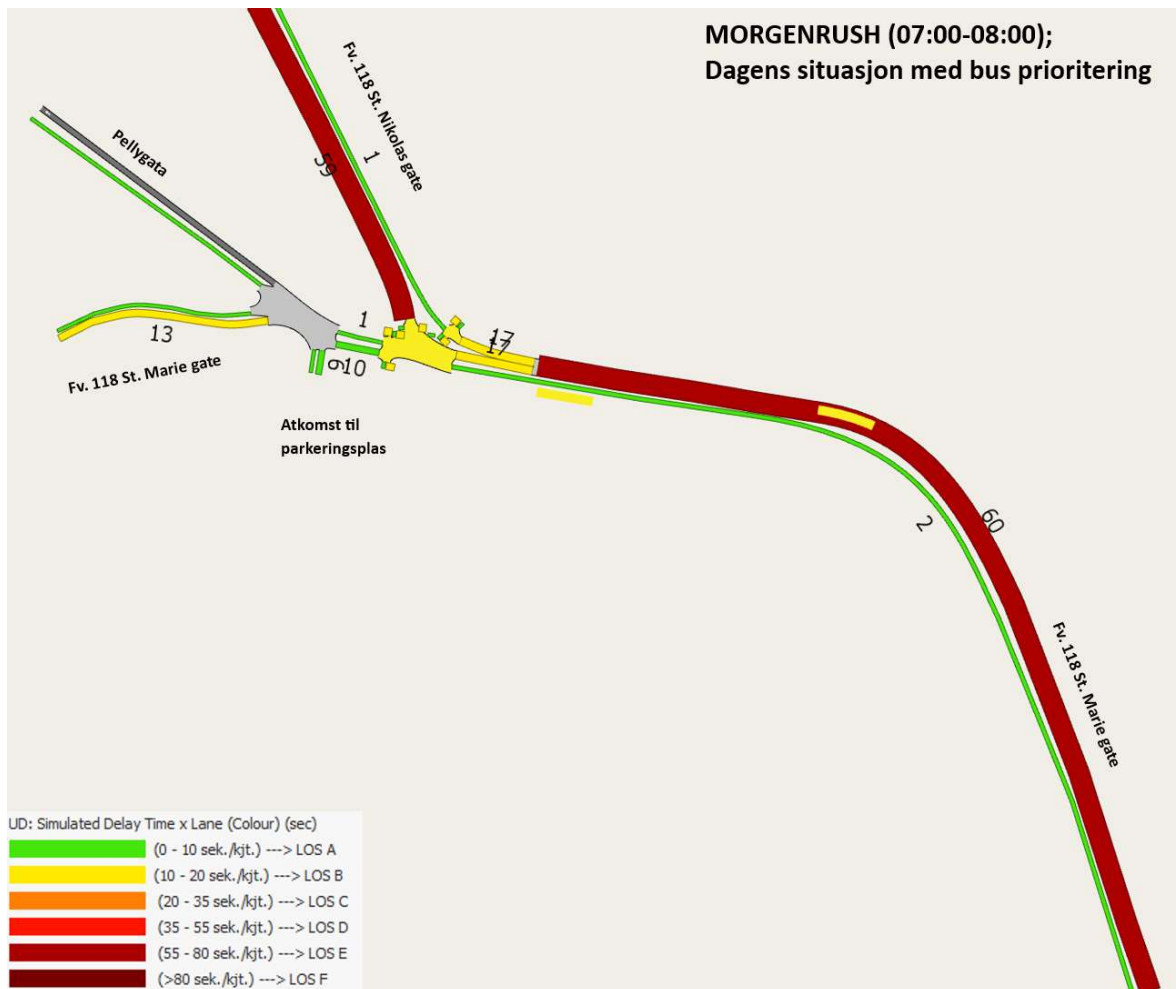 MORGENRUSH (07:00-08:00);
Dagens situasjon med bus prioritering
Fv. 118 St. Nikolas gate
1
59
Pellygata
1
17
17
13
9
10
Fv. 118 St. Marie gate
Atkomst til
parkeringsplas
2
60
Fv. 118 St. Marie gate
UD: Simulated Delay Time x Lane (Colour) (sec)
(0 - 10 sek./kjt.) ---> LOS A
(10 - 20 sek./kjt.) ---> LOS B
(20 - 35 sek./kjt.) ---> LOS C
(35 - 55 sek./kjt.) ---> LOS D
(55 - 80 sek./kjt.) ---> LOS E
(>80 sek./kjt.) ---> LOS F